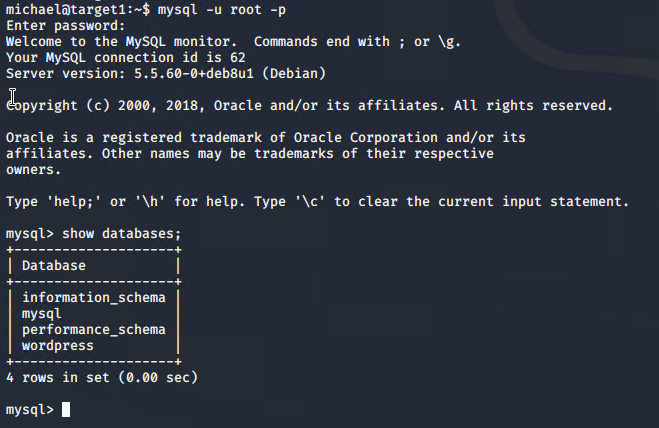 michael@target1:~$ mysql -u root -p
Enter password:
Welcome to the MySQL monitor.  Commands end with ; or \g.
Your MySQL connection id is 62
Server version: 5.5.60-0+deb8u1 (Debian)
Copyright (c) 2000, 2018, Oracle and/or its affiliates. All rights reserved.
Oracle is a registered trademark of Oracle Corporation and/or its
affiliates. Other names may be trademarks of their respective
owners.
Type 'help;' or '\h' for help. Type '\c' to clear the current input statement.
mysql> show databases;
+--------------------+
| Database           |
+--------------------+
| information_schema |
| mysql              |
| performance_schema |
| wordpress          |
+--------------------+
4 rows in set (0.00 sec)
mysql>